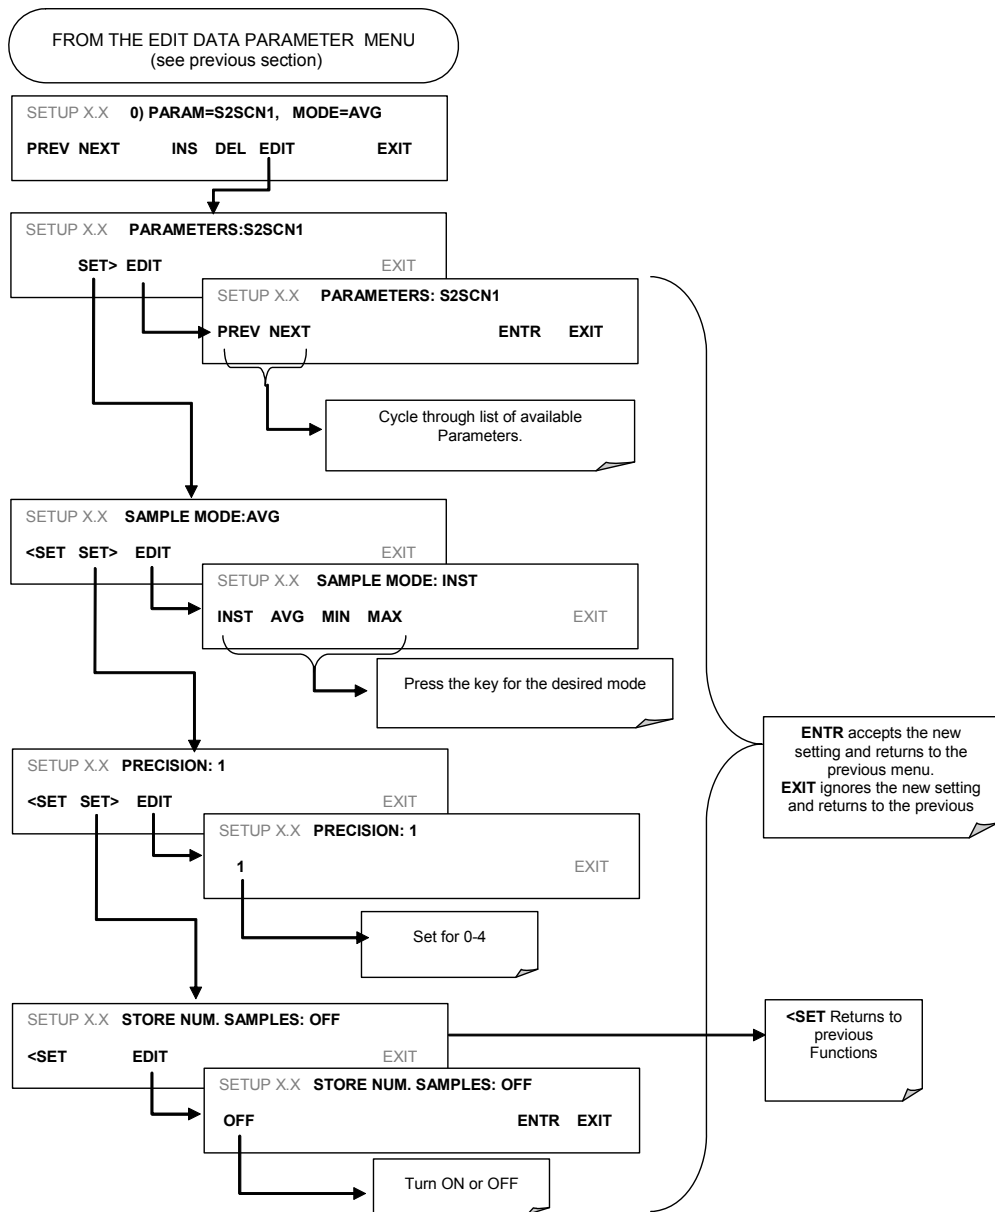 FROM THE EDIT DATA PARAMETER MENU
(see previous section)
SETUP X.X 0) PARAM=S2SCN1, MODE=AVG
PREV NEXT INS DEL EDIT EXIT
SETUP X.X PARAMETERS:S2SCN1
SET> EDIT EXIT
SETUP X.X PARAMETERS: S2SCN1
PREV NEXT ENTR EXIT
Cycle through list of available
Parameters.
SETUP X.X SAMPLE MODE:AVG
<SET SET> EDIT EXIT
SETUP X.X SAMPLE MODE: INST
INST AVG MIN MAX EXIT
Press the key for the desired mode
ENTR accepts the new
setting and returns to the
previous menu.
EXIT ignores the new setting
and returns to the previous
SETUP X.X PRECISION: 1
<SET SET> EDIT EXIT
SETUP X.X PRECISION: 1
1 EXIT
Set for 0-4
SETUP X.X STORE NUM. SAMPLES: OFF
<SET EDIT EXIT
<SET Returns to
previous
Functions
SETUP X.X STORE NUM. SAMPLES: OFF
OFF ENTR EXIT
Turn ON or OFF